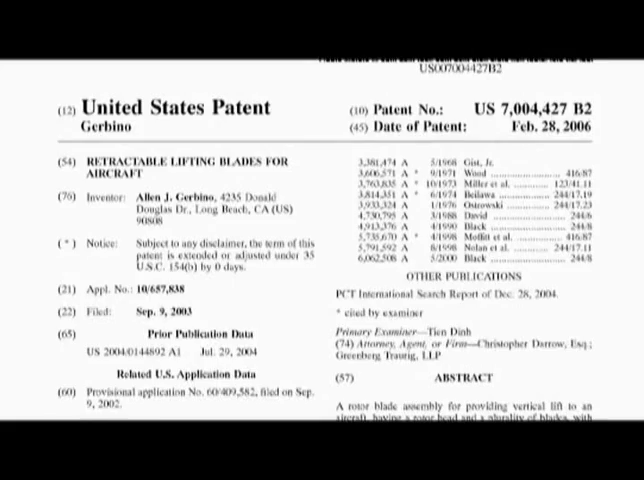 US007004427B2
(12) United States Patent
Gerbino
(10) Patent No.: US 7,004,427 B2
(45) Date of Patent: Feb. 28, 2006
(54) RETRACTABLE LIFTING BLADES FOR
AIRCRAFT
(76) Inventor: Allen J. Gerbino, 4235 Donald
Douglas Dr., Long Beach, CA (US)
90808
(*) Notice: Subject to any disclaimer, the term of this
patent is extended or adjusted under 35
U.S.C. 154(b) by 0 days.
(21) Appl. No.: 10/657,838
(22) Filed: Sep. 9, 2003
(65) Prior Publication Data
US 2004/0144892 A1 Jul. 29, 2004
Related U.S. Application Data
(60) Provisional application No. 60/409,582, filed on Sep.
9, 2002.
3,381,474 A 5/1968 Gist, Jr.
3,606,571 A * 9/1971 Wood 416/87
3,763,835 A * 10/1973 Miller et al. 123/41.11
3,814,351 A * 6/1974 Bollawa 244/17.19
3,933,324 A 1/1976 Ostrowski 244/17.23
4,730,795 A 3/1988 David 244/6
4,913,376 A 4/1990 Black 244/8
5,735,670 A * 4/1998 Moffitt et al. 416/87
5,791,592 A 8/1998 Nolan et al. 244/17.11
6,062,508 A 5/2000 Black 244/8
OTHER PUBLICATIONS
PCT International Search Report of Dec. 28, 2004.
* cited by examiner
Primary Examiner—Tien Dinh
(74) Attorney, Agent, or Firm—Christopher Darrow, Esq.;
Greenberg Traurig, LLP
(57) ABSTRACT
A rotor blade assembly for providing vertical lift to an
aircraft, having a rotor head and a plurality of blades, with